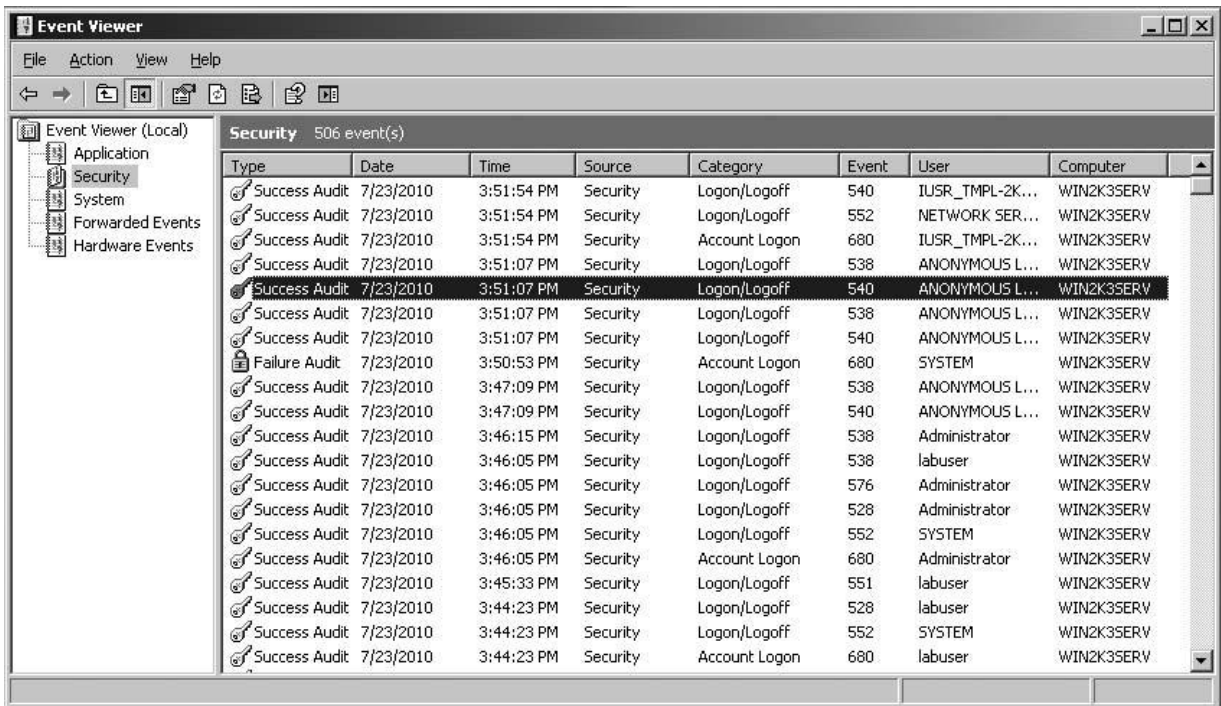 Event Viewer
File Action View Help
Event Viewer (Local)
Application
Security
System
Forwarded Events
Hardware Events
Security 506 event(s)
Type Date Time Source Category Event User Computer
Success Audit 7/23/2010 3:51:54 PM Security Logon/Logoff 540 IUSR_TMPL-2K... WIN2K3SERV
Success Audit 7/23/2010 3:51:54 PM Security Logon/Logoff 552 NETWORK SER... WIN2K3SERV
Success Audit 7/23/2010 3:51:54 PM Security Account Logon 680 IUSR_TMPL-2K... WIN2K3SERV
Success Audit 7/23/2010 3:51:07 PM Security Logon/Logoff 538 ANONYMOUS L... WIN2K3SERV
Success Audit 7/23/2010 3:51:07 PM Security Logon/Logoff 540 ANONYMOUS L... WIN2K3SERV
Success Audit 7/23/2010 3:51:07 PM Security Logon/Logoff 538 ANONYMOUS L... WIN2K3SERV
Success Audit 7/23/2010 3:51:07 PM Security Logon/Logoff 540 ANONYMOUS L... WIN2K3SERV
Failure Audit 7/23/2010 3:50:53 PM Security Account Logon 680 SYSTEM WIN2K3SERV
Success Audit 7/23/2010 3:47:09 PM Security Logon/Logoff 538 ANONYMOUS L... WIN2K3SERV
Success Audit 7/23/2010 3:47:09 PM Security Logon/Logoff 540 ANONYMOUS L... WIN2K3SERV
Success Audit 7/23/2010 3:46:15 PM Security Logon/Logoff 538 Administrator WIN2K3SERV
Success Audit 7/23/2010 3:46:05 PM Security Logon/Logoff 538 labuser WIN2K3SERV
Success Audit 7/23/2010 3:46:05 PM Security Logon/Logoff 576 Administrator WIN2K3SERV
Success Audit 7/23/2010 3:46:05 PM Security Logon/Logoff 528 Administrator WIN2K3SERV
Success Audit 7/23/2010 3:46:05 PM Security Logon/Logoff 552 SYSTEM WIN2K3SERV
Success Audit 7/23/2010 3:46:05 PM Security Account Logon 680 Administrator WIN2K3SERV
Success Audit 7/23/2010 3:45:33 PM Security Logon/Logoff 551 labuser WIN2K3SERV
Success Audit 7/23/2010 3:44:23 PM Security Logon/Logoff 528 labuser WIN2K3SERV
Success Audit 7/23/2010 3:44:23 PM Security Logon/Logoff 552 SYSTEM WIN2K3SERV
Success Audit 7/23/2010 3:44:23 PM Security Account Logon 680 labuser WIN2K3SERV